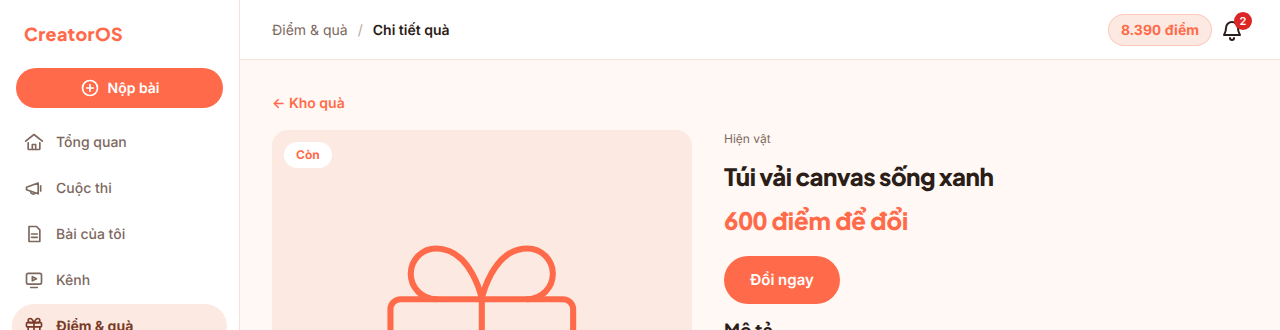 CreatorOS
Nộp bài
Tổng quan
Cuộc thi
Bài của tôi
Kênh
Điểm & quà
Điểm & quà / Chi tiết quà
8.390 điểm
2
← Kho quà
Còn
Hiện vật
Túi vải canvas sống xanh
600 điểm để đổi
Đổi ngay
Mô tả